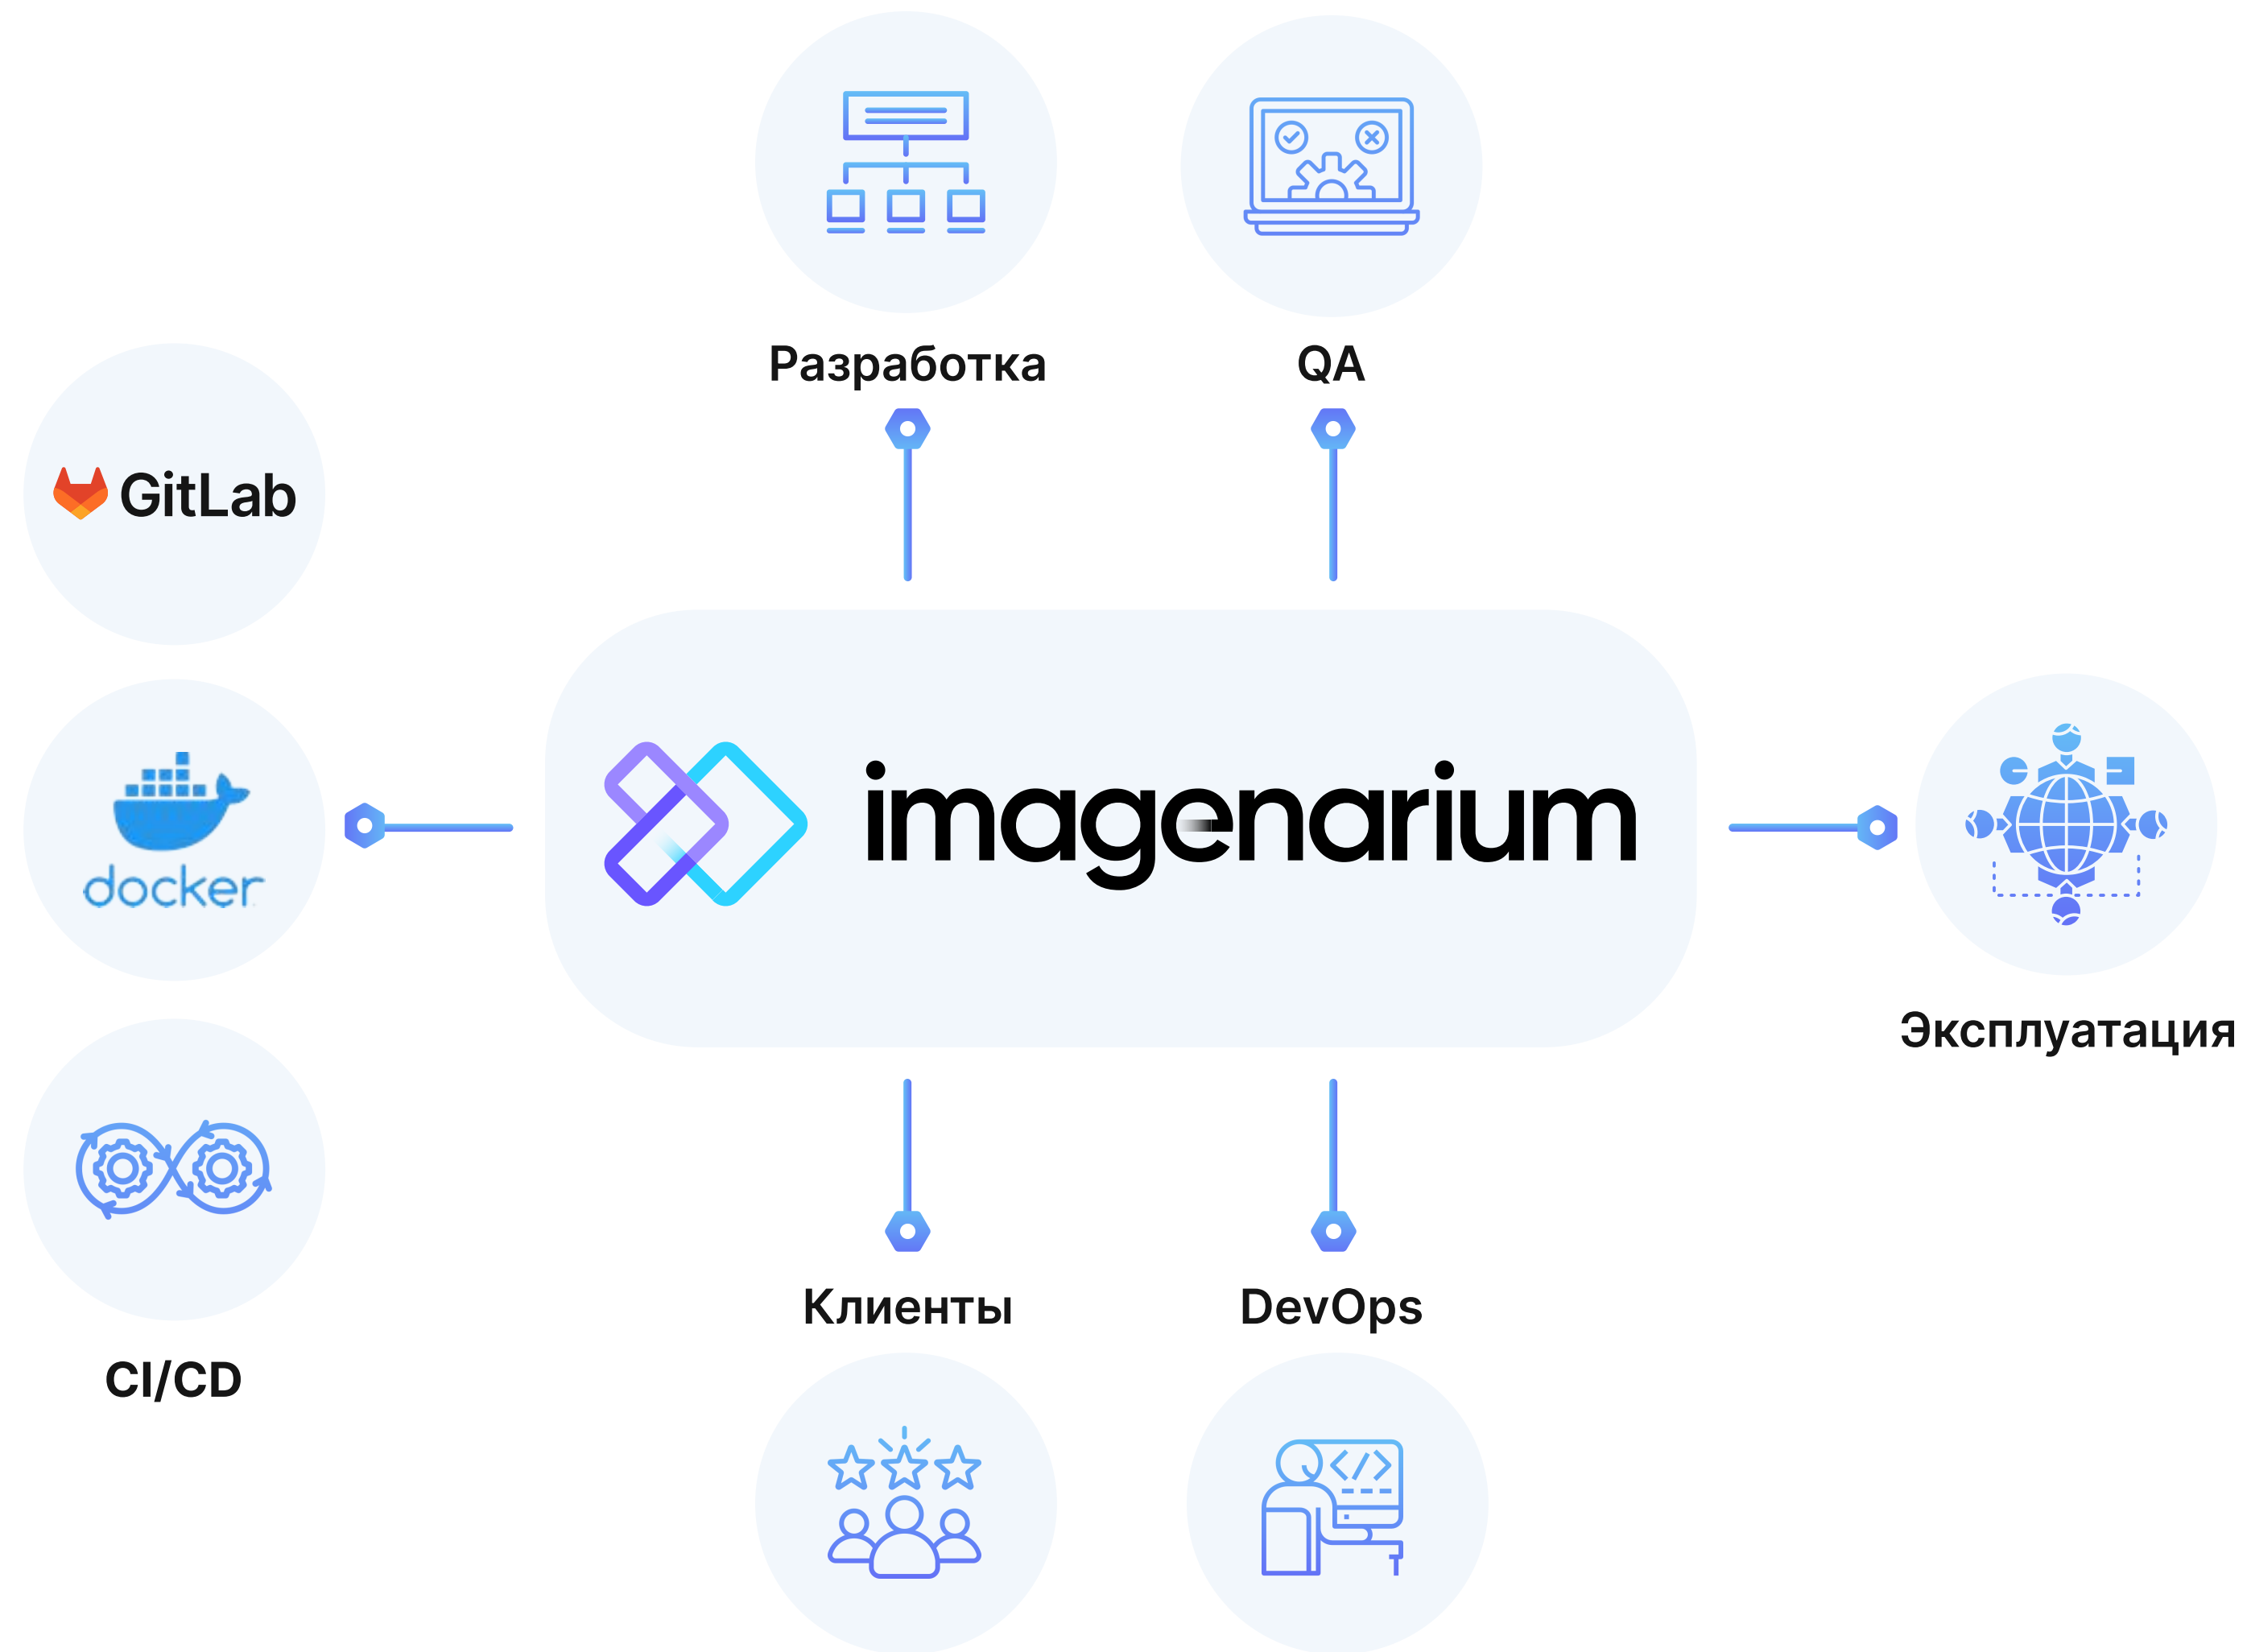 Разработка
QA
GitLab
docker
imagenarium
Эксплуатация
CI/CD
Клиенты
DevOps